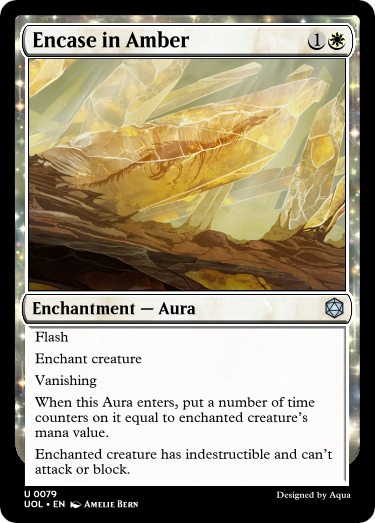 Encase in Amber 1
Enchantment — Aura
Flash
Enchant creature
Vanishing
When this Aura enters, put a number of time
counters on it equal to enchanted creature's
mana value.
Enchanted creature has indestructible and can't
attack or block.
U 0079
UOL • EN Amelie Bern
Designed by Aqua